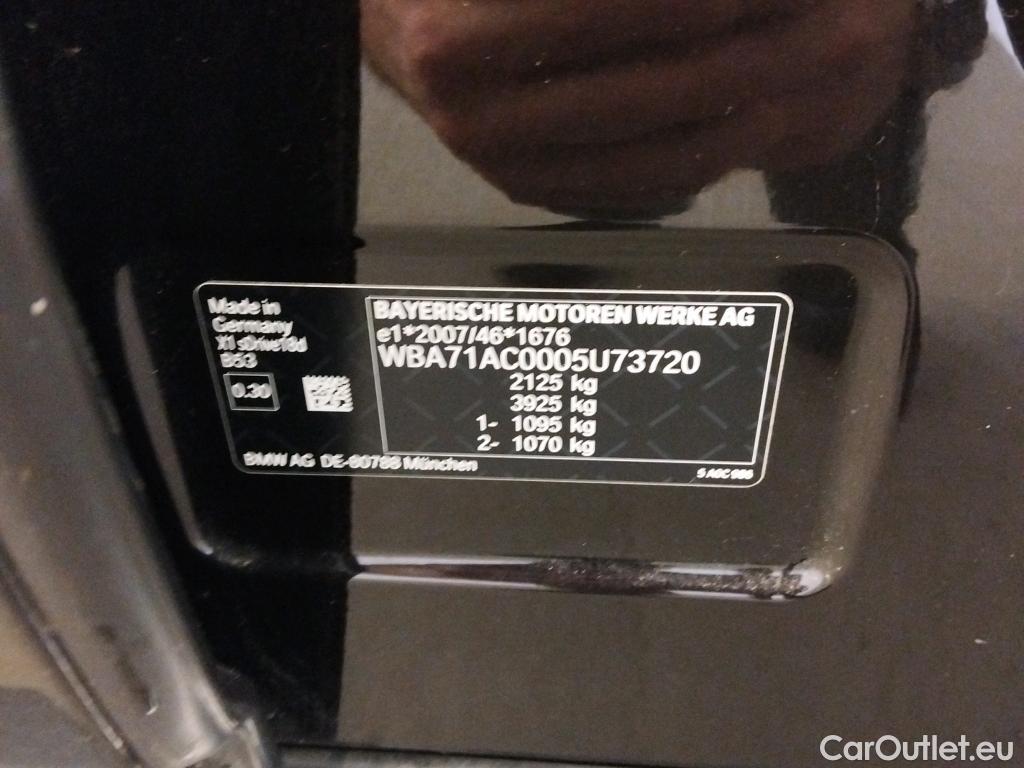 Made in
Germany
X1 sDrive18d
0.30
BAYERISCHE MOTOREN WERKE AG
e1*2007/46*1676
WBA71AC0005U73720
2125 kg
3925 kg
1- 1095 kg
2- 1070 kg
BMW AG DE-80788 München
CarOutlet.eu